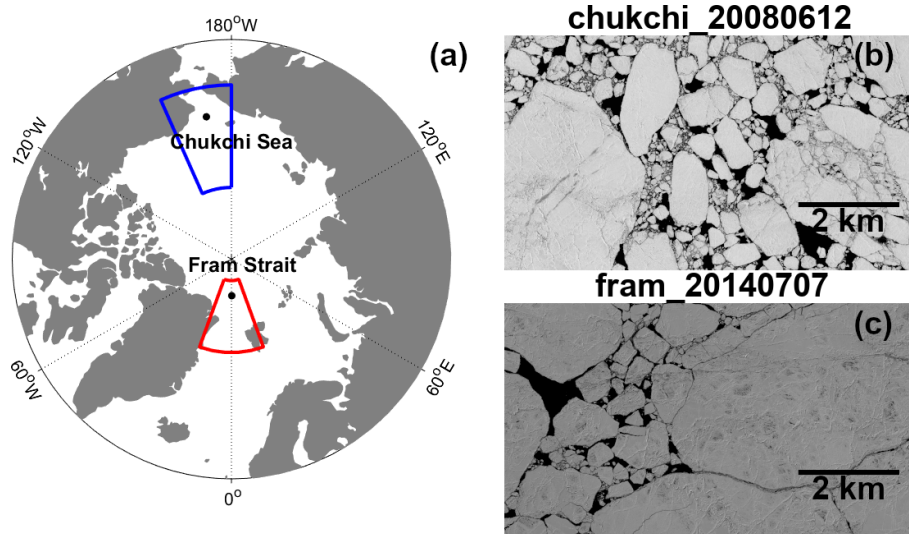 180°W
(a)
120°W
120°E
Chukchi Sea
Fram Strait
60°W
60°E
0°
chukchi_20080612
(b)
2 km
fram_20140707
(c)
2 km